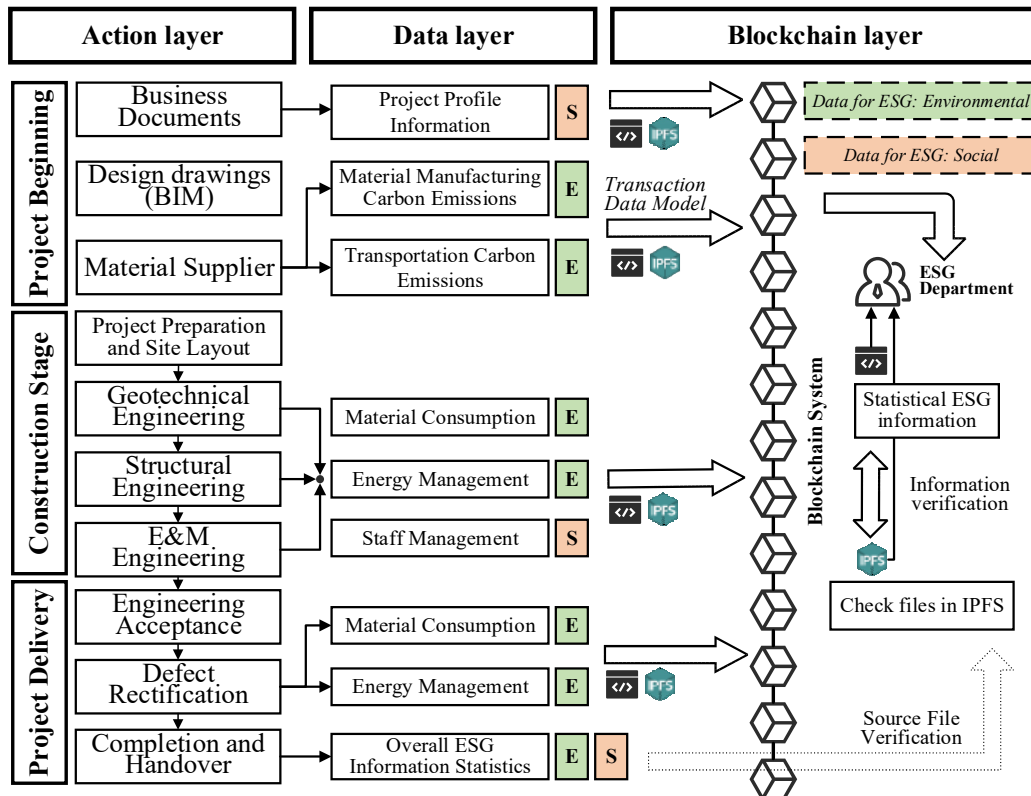 Action layer
Data layer
Blockchain layer
Project Beginning
Business
Documents
Project Profile
Information
S
Design drawings
(BIM)
Material Manufacturing
Carbon Emissions
E
Material Supplier
Transportation Carbon
Emissions
E
</>
IPFS
Transaction
Data Model
</>
IPFS
Data for ESG: Environmental
Data for ESG: Social
ESG
Department
</>
Statistical ESG
information
Information
verification
IPFS
Check files in IPFS
Blockchain System
Construction Stage
Project Preparation
and Site Layout
Geotechnical
Engineering
Structural
Engineering
E&M
Engineering
Material Consumption
E
Energy Management
E
Staff Management
S
</>
IPFS
Project Delivery
Engineering
Acceptance
Defect
Rectification
Completion and
Handover
Material Consumption
E
Energy Management
E
Overall ESG
Information Statistics
E
S
</>
IPFS
Source File
Verification